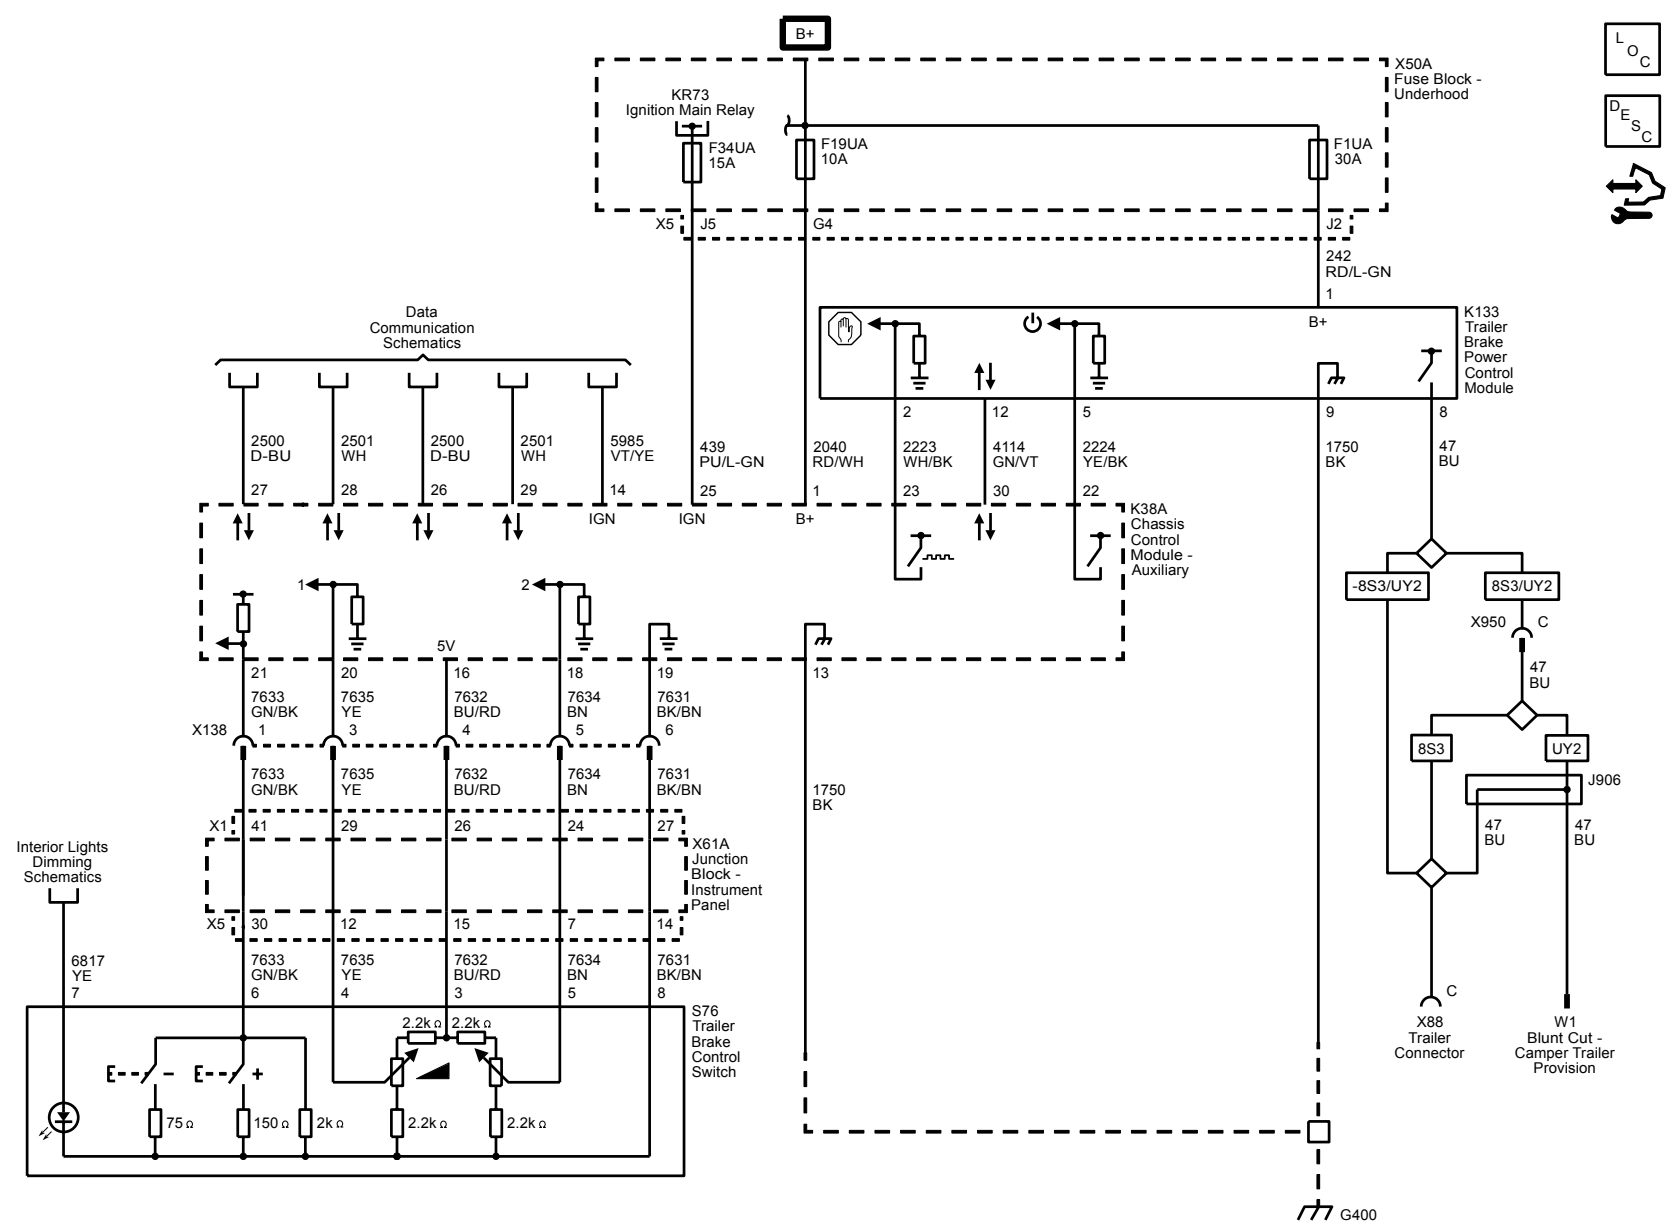 B+
L
O
C
D
E
S
C
X50A
Fuse Block -
Underhood
KR73
Ignition Main Relay
F34UA
15A
F19UA
10A
F1UA
30A
X5 J5 G4 J2
242
RD/L-GN
1
Data
Communication
Schematics
B+
K133
Trailer
Brake
Power
Control
Module
2 12 5 9 8
2500 2501 2500 2501 5985 439 2040 2223 4114 2224 1750 47
D-BU WH D-BU WH VT/YE PU/L-GN RD/WH WH/BK GN/VT YE/BK BK BU
27 28 26 29 14 25 1 23 30 22
IGN IGN B+
K38A
Chassis
Control
Module -
Auxiliary
1 2
5V
-8S3/UY2 8S3/UY2
X950 C
47
BU
21 20 16 18 19 13
7633 7635 7632 7634 7631
GN/BK YE BU/RD BN BK/BN
X138 1 3 4 5 6
7633 7635 7632 7634 7631
GN/BK YE BU/RD BN BK/BN
1750
BK
8S3 UY2
J906
47 47
BU BU
X1 41 29 26 24 27
X61A
Junction
Block -
Instrument
Panel
Interior Lights
Dimming
Schematics
X5 30 12 15 7 14
6817 7633 7635 7632 7634 7631
YE GN/BK YE BU/RD BN BK/BN
7 6 4 3 5 8
S76
Trailer
Brake
Control
Switch
2.2k Ω 2.2k Ω
− +
75 Ω 150 Ω 2k Ω 2.2k Ω 2.2k Ω
C
X88
Trailer
Connector
W1
Blunt Cut -
Camper Trailer
Provision
G400